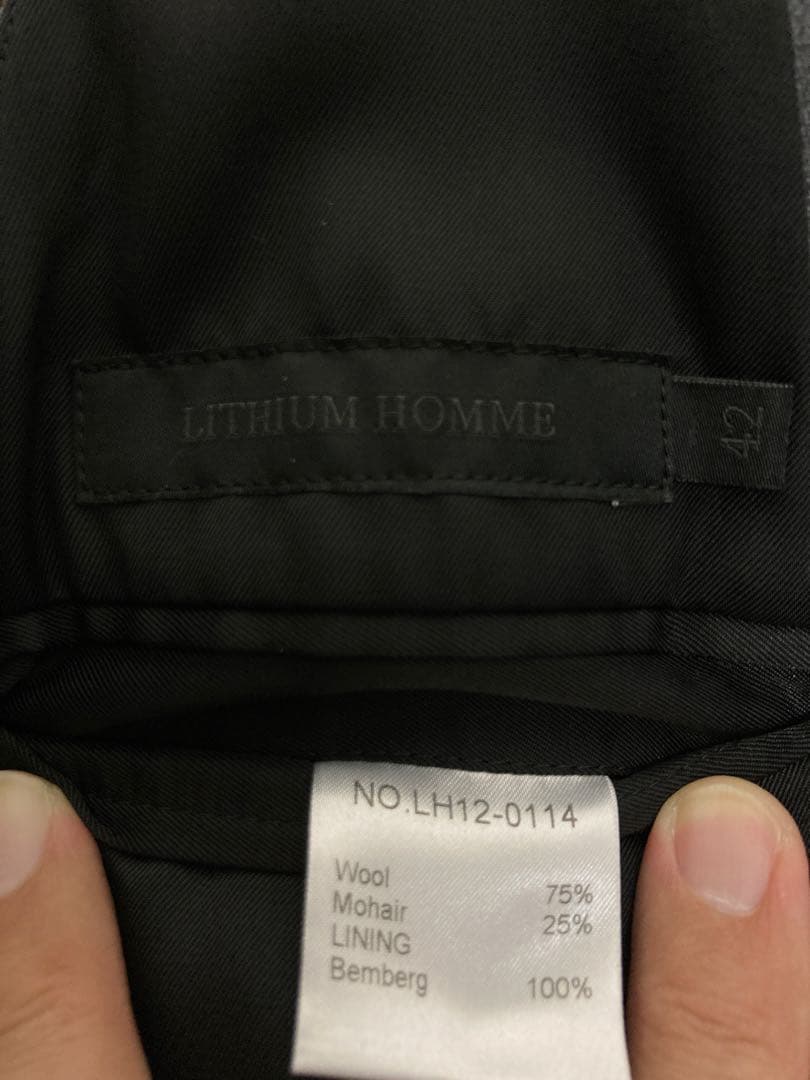 LITHIUM HOMME
42
NO.LH12-0114
Wool 75%
Mohair 25%
LINING
Bemberg 100%